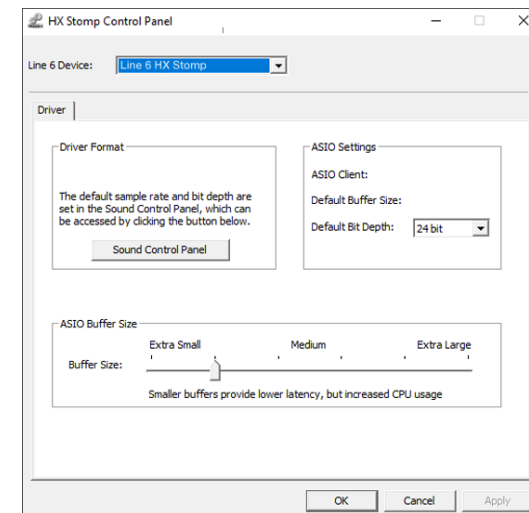 HX Stomp Control Panel
Line 6 Device: Line 6 HX Stomp
Driver
Driver Format
The default sample rate and bit depth are
set in the Sound Control Panel, which can
be accessed by clicking the button below.
Sound Control Panel
ASIO Settings
ASIO Client:
Default Buffer Size:
Default Bit Depth: 24 bit
ASIO Buffer Size
Extra Small Medium Extra Large
Buffer Size:
Smaller buffers provide lower latency, but increased CPU usage
OK Cancel Apply